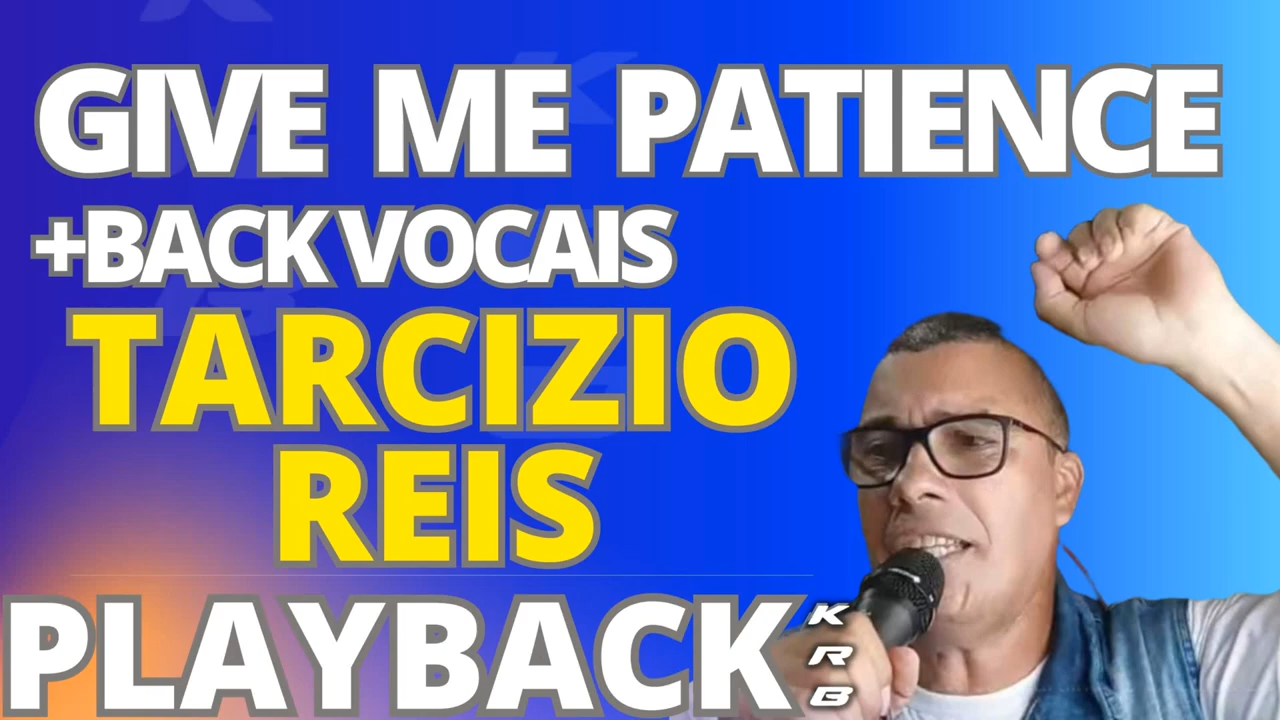 GIVE ME PATIENCE
+BACK VOCAIS
TARCIZIO
REIS
PLAYBACK
K
R
B